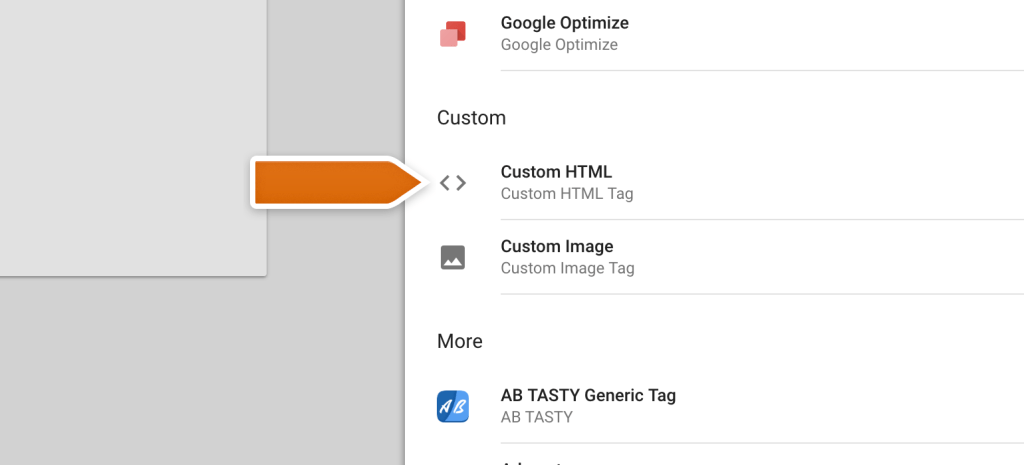 Google Optimize
Google Optimize
Custom
Custom HTML
Custom HTML Tag
Custom Image
Custom Image Tag
More
AB
AB TASTY Generic Tag
AB TASTY